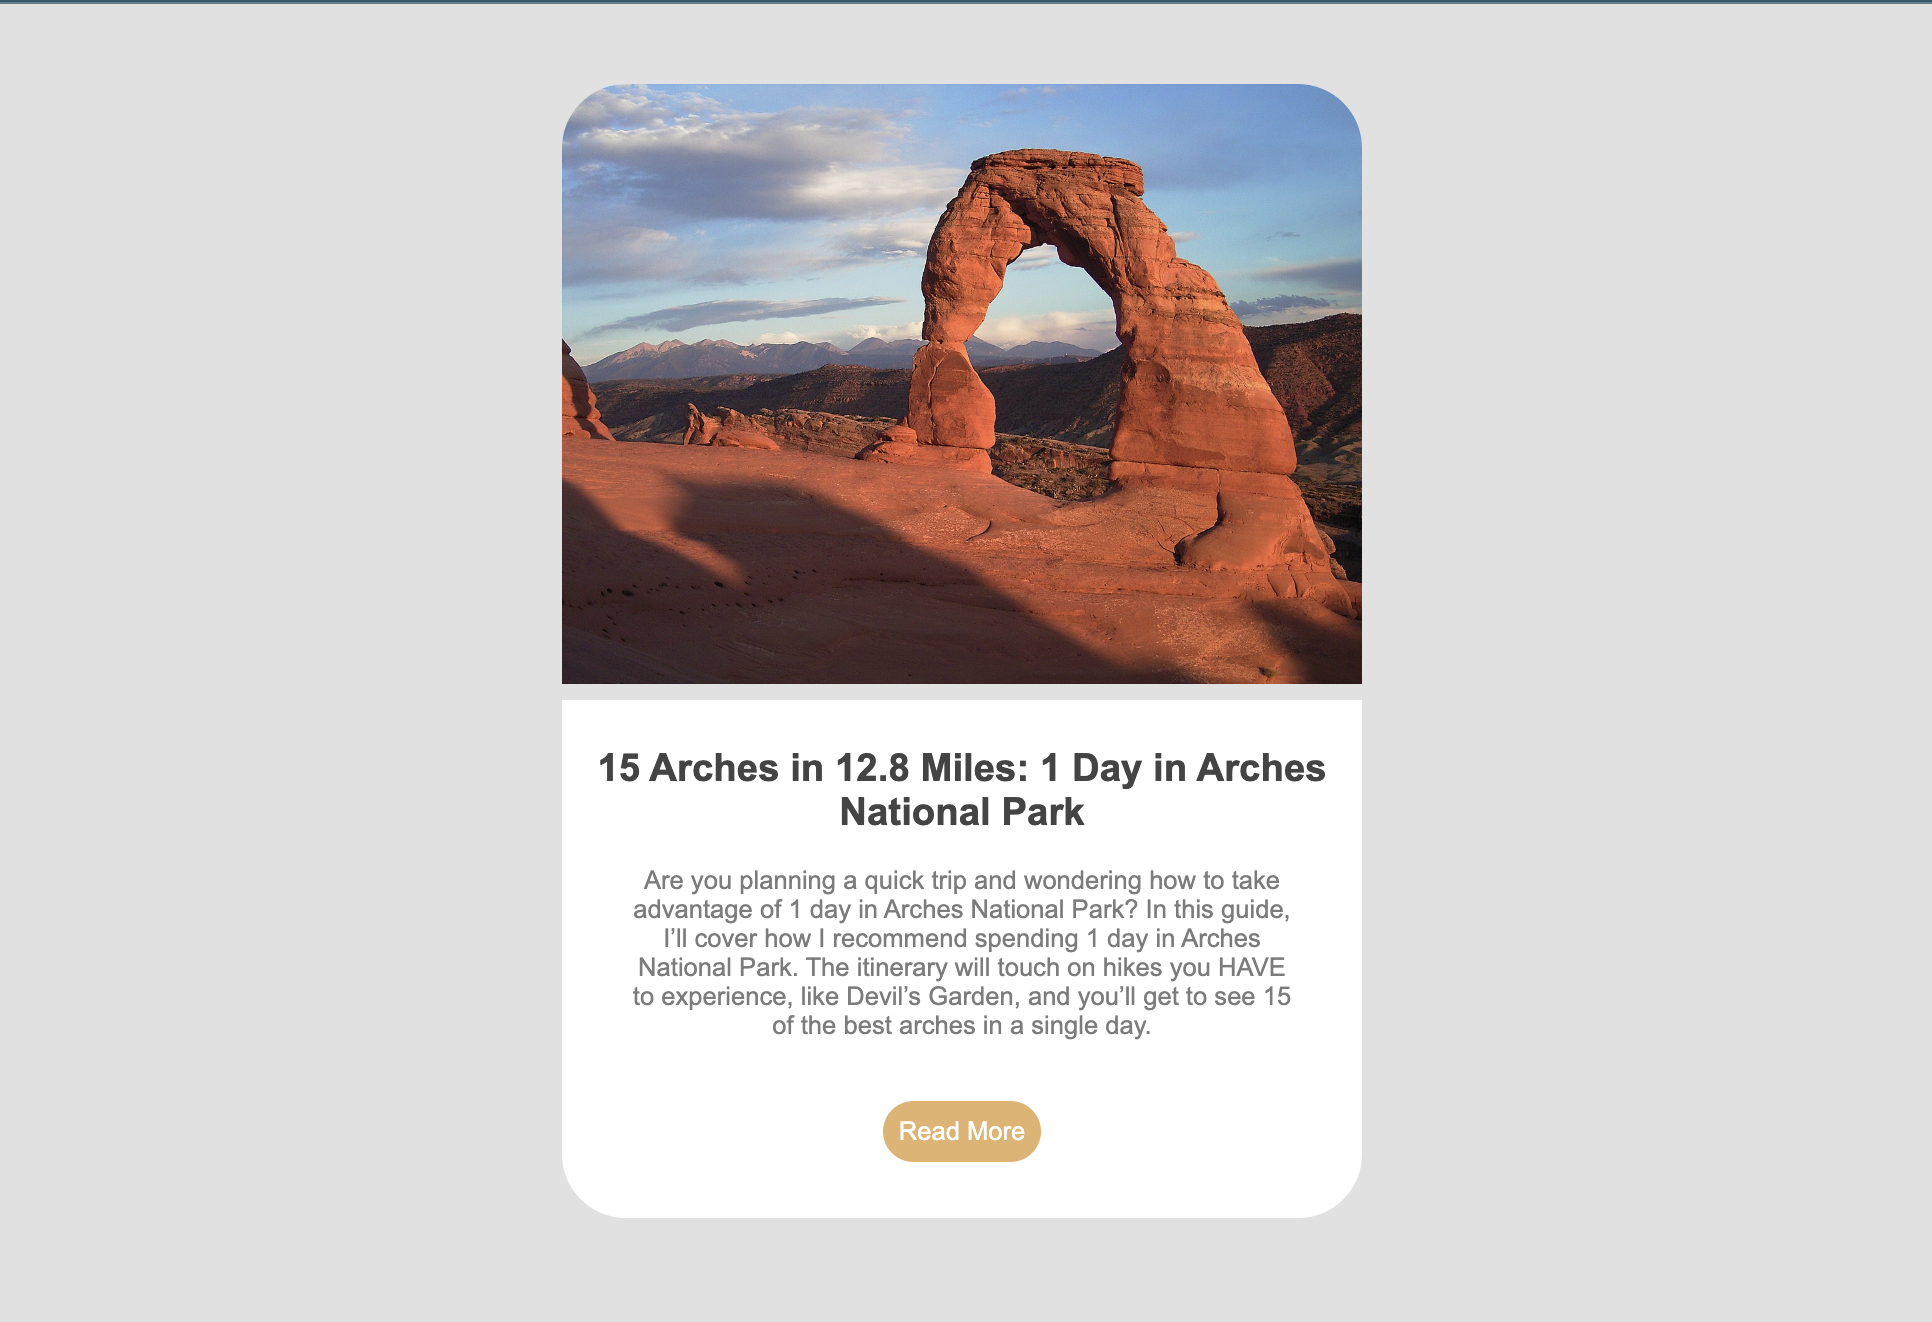 15 Arches in 12.8 Miles: 1 Day in Arches
National Park
Are you planning a quick trip and wondering how to take
advantage of 1 day in Arches National Park? In this guide,
I’ll cover how I recommend spending 1 day in Arches
National Park. The itinerary will touch on hikes you HAVE
to experience, like Devil’s Garden, and you’ll get to see 15
of the best arches in a single day.
Read More